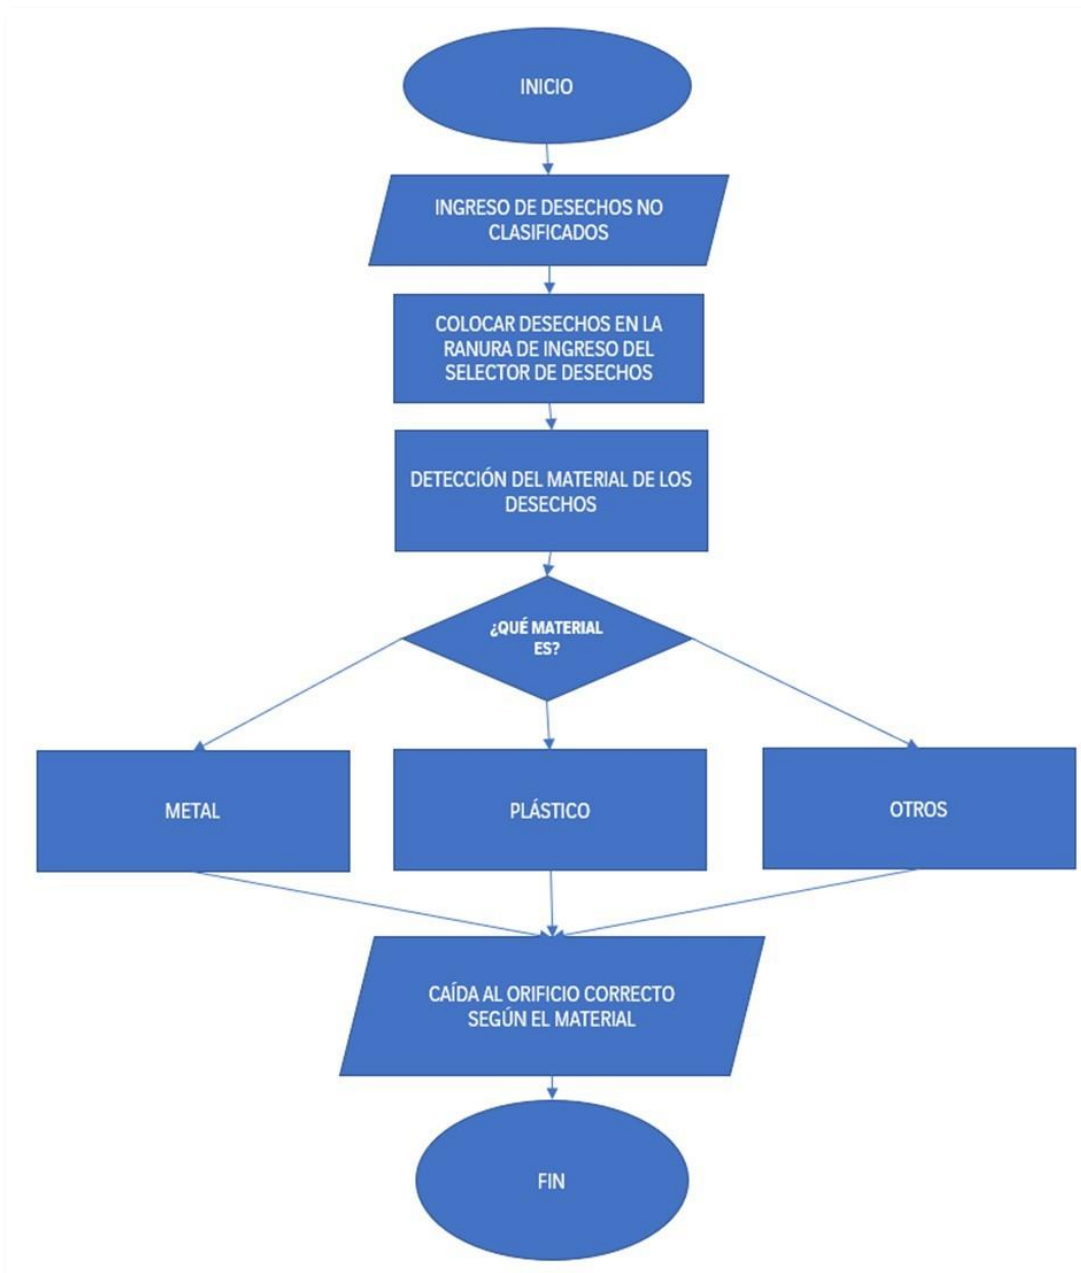 INICIO
INGRESO DE DESECHOS NO
CLASIFICADOS
COLOCAR DESECHOS EN LA
RANURA DE INGRESO DEL
SELECTOR DE DESECHOS
DETECCIÓN DEL MATERIAL DE LOS
DESECHOS
¿QUÉ MATERIAL
ES?
METAL
PLÁSTICO
OTROS
CAÍDA AL ORIFICIO CORRECTO
SEGÚN EL MATERIAL
FIN